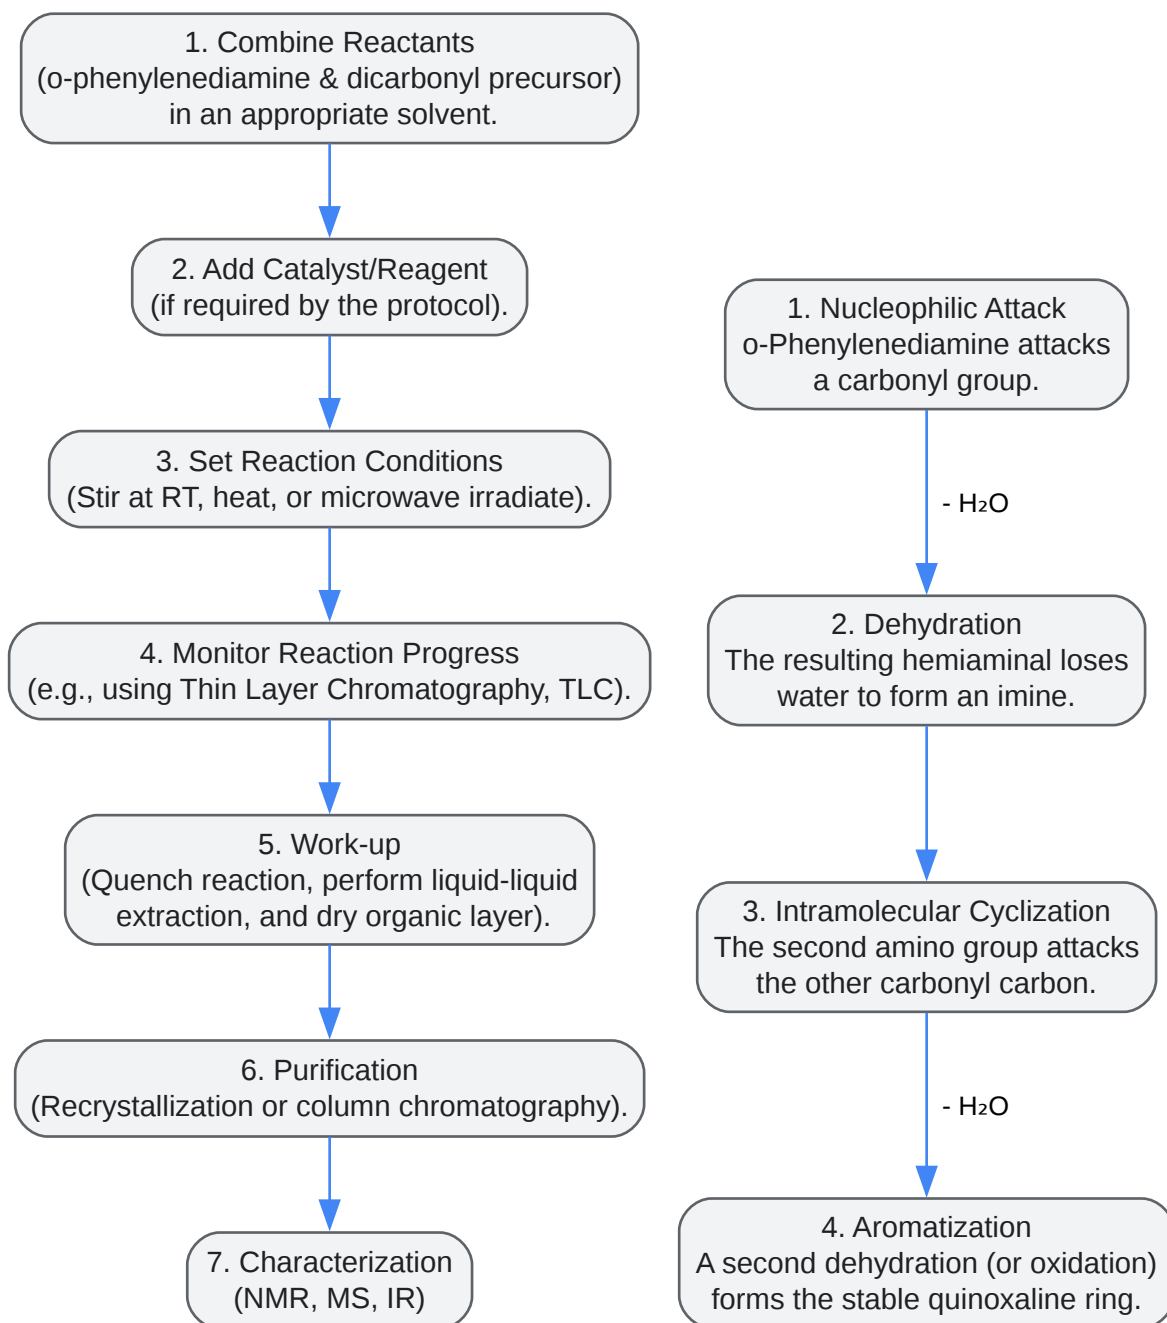 1. Combine Reactants
(o-phenylenediamine & dicarbonyl precursor)
in an appropriate solvent.
2. Add Catalyst/Reagent
(if required by the protocol).
3. Set Reaction Conditions
(Stir at RT, heat, or microwave irradiate).
4. Monitor Reaction Progress
(e.g., using Thin Layer Chromatography, TLC).
5. Work-up
(Quench reaction, perform liquid-liquid
extraction, and dry organic layer).
6. Purification
(Recrystallization or column chromatography).
7. Characterization
(NMR, MS, IR)
1. Nucleophilic Attack
o-Phenylenediamine attacks
a carbonyl group.
- H₂O
2. Dehydration
The resulting hemiaminal loses
water to form an imine.
3. Intramolecular Cyclization
The second amino group attacks
the other carbonyl carbon.
- H₂O
4. Aromatization
A second dehydration (or oxidation)
forms the stable quinoxaline ring.